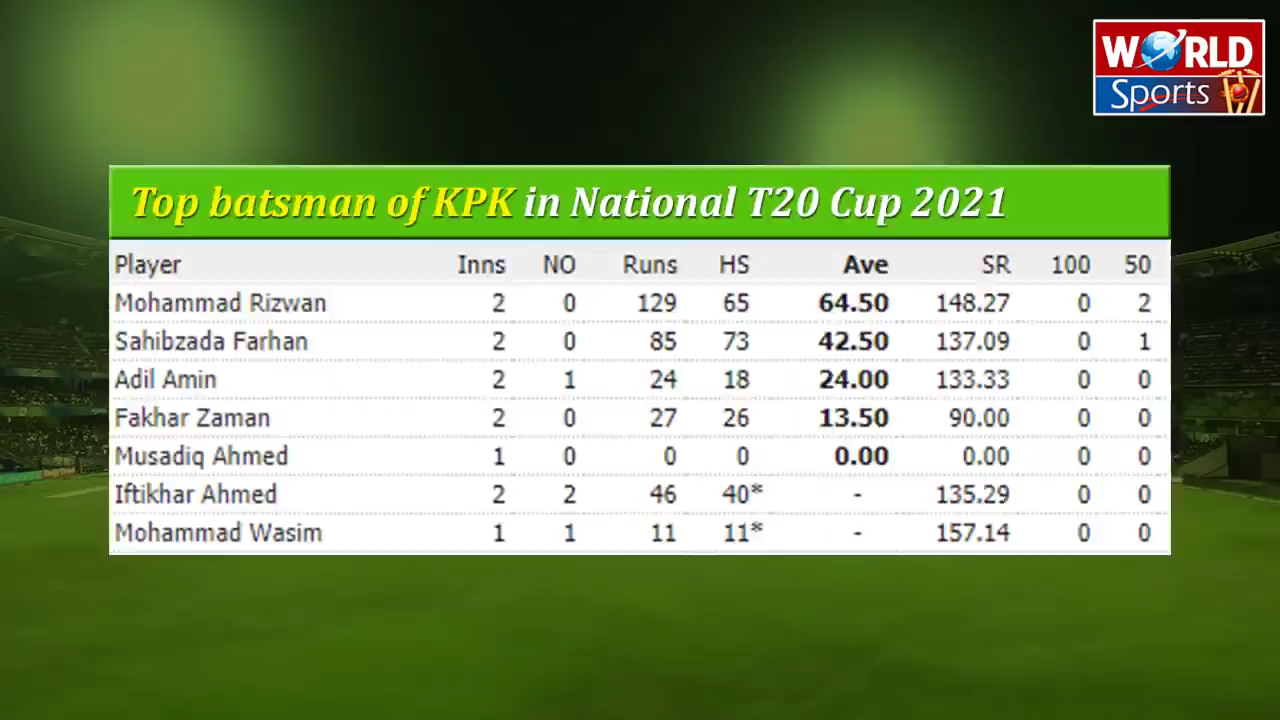 WORLD
Sports
Top batsman of KPK in National T20 Cup 2021
Player Inns NO Runs HS Ave SR 100 50
Mohammad Rizwan 2 0 129 65 64.50 148.27 0 2
Sahibzada Farhan 2 0 85 73 42.50 137.09 0 1
Adil Amin 2 1 24 18 24.00 133.33 0 0
Fakhar Zaman 2 0 27 26 13.50 90.00 0 0
Musadiq Ahmed 1 0 0 0 0.00 0.00 0 0
Iftikhar Ahmed 2 2 46 40* - 135.29 0 0
Mohammad Wasim 1 1 11 11* - 157.14 0 0